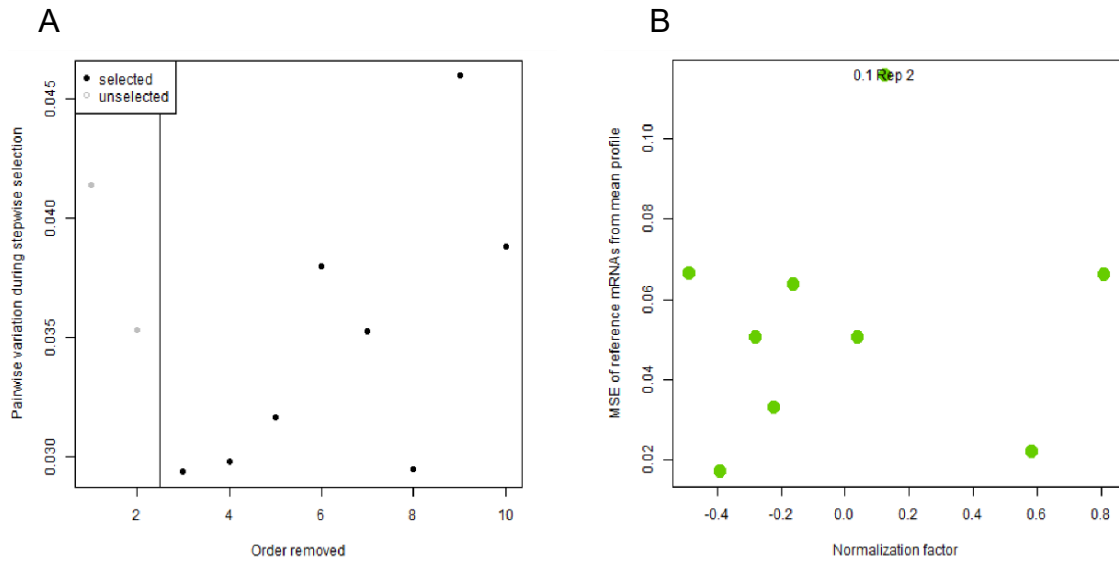 A
B
selected
unselected
0.045
0.040
0.035
0.030
Pairwise variation during stepwise selection
2
4
6
8
10
Order removed
0.1 Rep 2
0.10
0.08
0.06
0.04
0.02
MSE of reference mRNAs from mean profile
-0.4
-0.2
0.0
0.2
0.4
0.6
0.8
Normalization factor